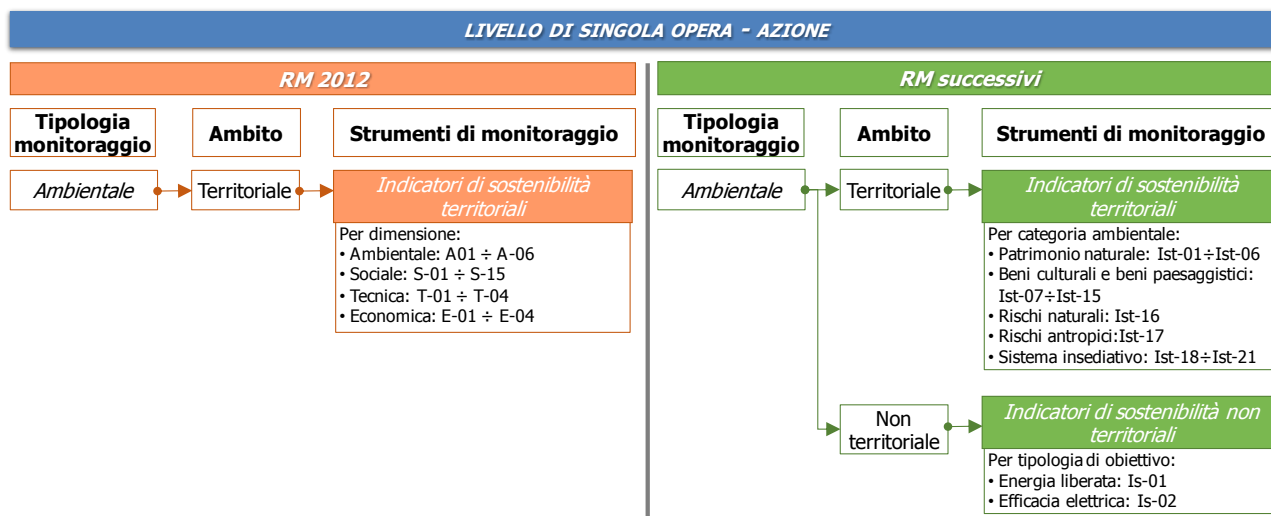 LIVELLO DI SINGOLA OPERA - AZIONE
RM 2012
Tipologia
monitoraggio
Ambito
Strumenti di monitoraggio
Ambientale
Territoriale
Indicatori di sostenibilità
territoriali
Per dimensione:
• Ambientale: A01 ÷ A-06
• Sociale: S-01 ÷ S-15
• Tecnica: T-01 ÷ T-04
• Economica: E-01 ÷ E-04
RM successivi
Tipologia
monitoraggio
Ambito
Strumenti di monitoraggio
Ambientale
Territoriale
Indicatori di sostenibilità
territoriali
Per categoria ambientale:
• Patrimonio naturale: Ist-01÷Ist-06
• Beni culturali e beni paesaggistici:
Ist-07÷Ist-15
• Rischi naturali: Ist-16
• Rischi antropici:Ist-17
• Sistema insediativo: Ist-18÷Ist-21
Non
territoriale
Indicatori di sostenibilità non
territoriali
Per tipologia di obiettivo:
• Energia liberata: Is-01
• Efficacia elettrica: Is-02